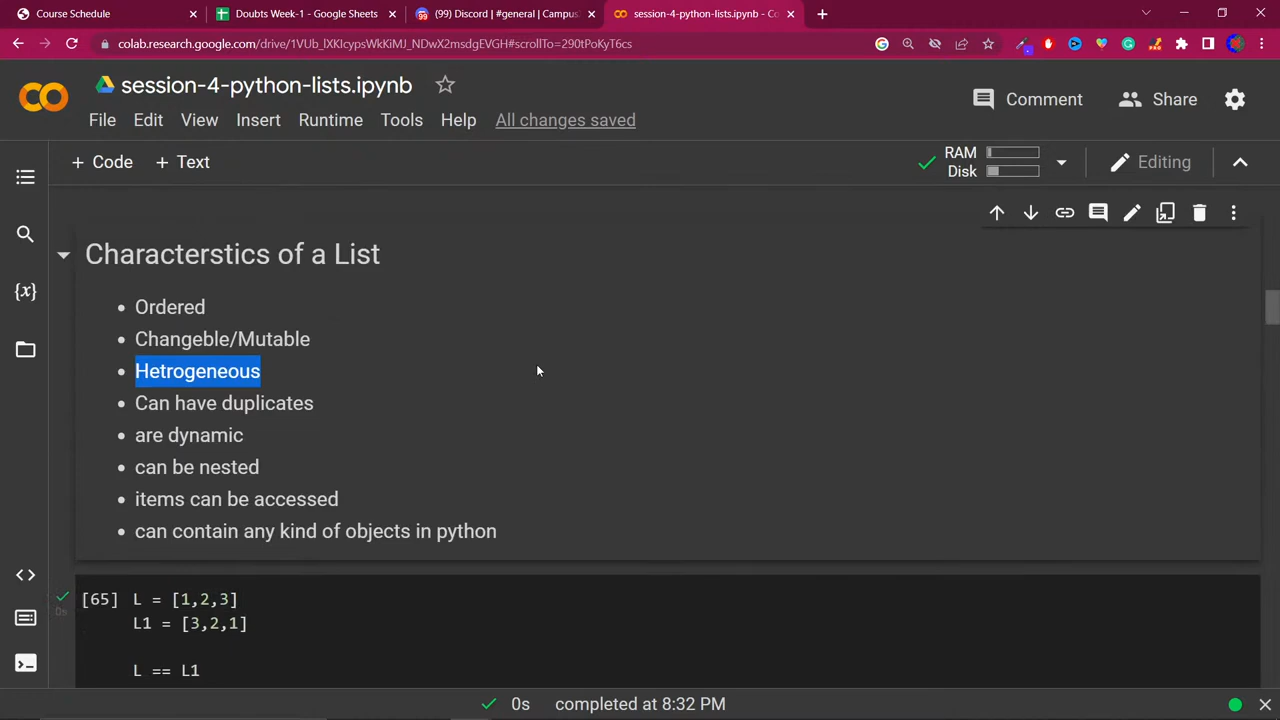 Course Schedule
Doubts Week-1 - Google Sheets
(99) Discord | #general | Campus
session-4-python-lists.ipynb - Co
colab.research.google.com/drive/1VUb_lXKIcypsWkKiMJ_NDwX2msdgEVGH#scrollTo=290tPoKyT6cs
session-4-python-lists.ipynb
Comment
Share
File Edit View Insert Runtime Tools Help All changes saved
+ Code + Text
RAM
Disk
Editing
Characterstics of a List
Ordered
Changeble/Mutable
Hetrogeneous
Can have duplicates
are dynamic
can be nested
items can be accessed
can contain any kind of objects in python
[65] L = [1,2,3]
0s
L1 = [3,2,1]
L == L1
0s completed at 8:32 PM